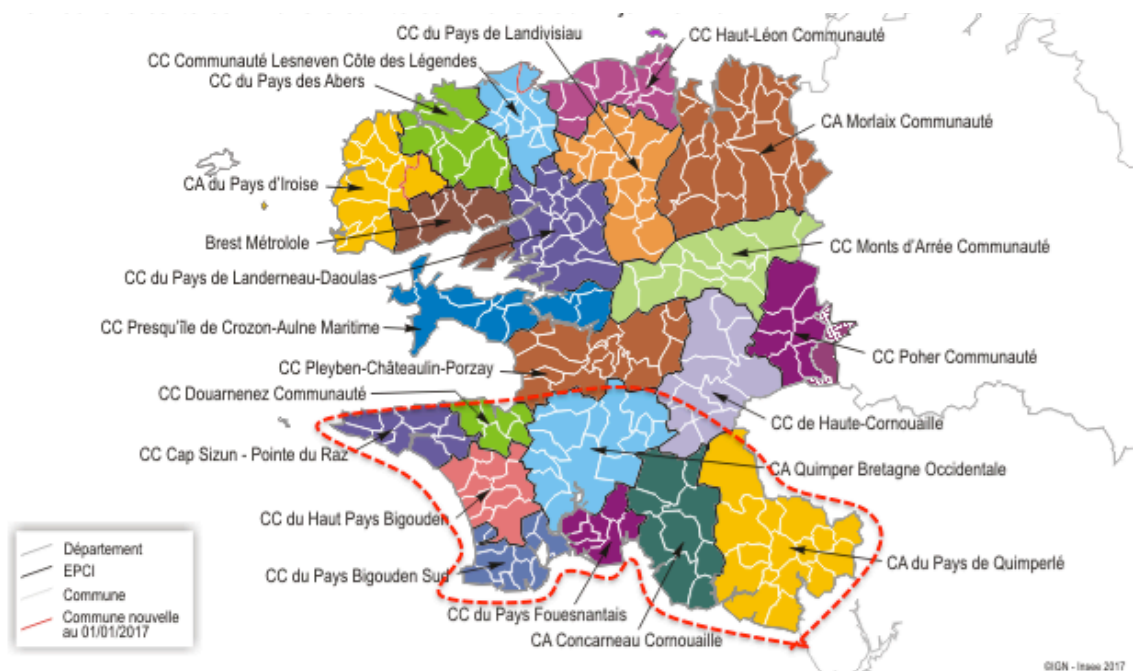 CC du Pays de Landivisiau
CC Haut-Léon Communauté
CC Communauté Lesneven Côte des Légendes
CC du Pays des Abers
CA Morlaix Communauté
CA du Pays d'Iroise
Brest Métrolole
CC Monts d'Arrée Communauté
CC du Pays de Landerneau-Daoulas
CC Presqu'île de Crozon-Aulne Maritime
CC Poher Communauté
CC Pleyben-Châteaulin-Porzay
CC Douarnenez Communauté
CC de Haute-Cornouaille
CC Cap Sizun - Pointe du Raz
CA Quimper Bretagne Occidentale
CC du Haut Pays Bigouden
Département
EPCI
Commune
Commune nouvelle
au 01/01/2017
CC du Pays Bigouden Sud
CA du Pays de Quimperlé
CC du Pays Fouesnantais
CA Concarneau Cornouaille
©IGN - Insee 2017